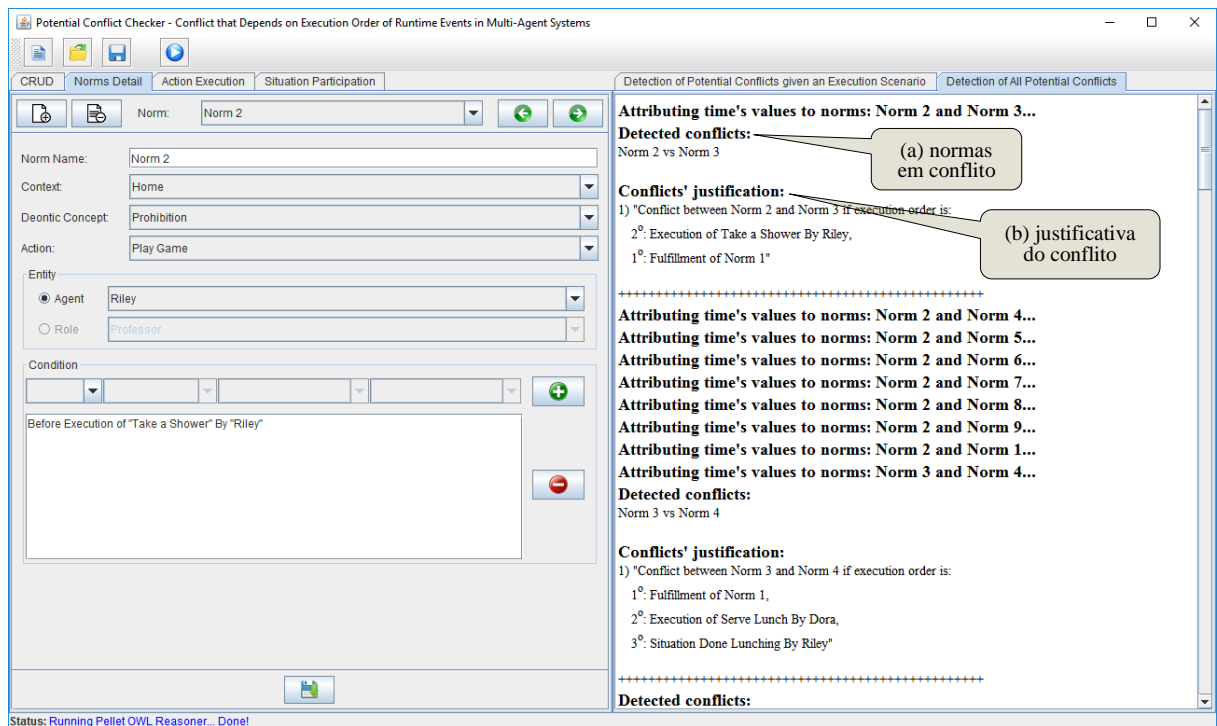 Potential Conflict Checker - Conflict that Depends on Execution Order of Runtime Events in Multi-Agent Systems
CRUD
Norms Detail
Action Execution
Situation Participation
Norm:
Norm 2
Norm Name:
Norm 2
Context:
Home
Deontic Concept:
Prohibition
Action:
Play Game
Entity
Agent
Riley
Role
Professor
Condition
Before Execution of "Take a Shower" By "Riley"
Detection of Potential Conflicts given an Execution Scenario
Detection of All Potential Conflicts
Attributing time's values to norms: Norm 2 and Norm 3...
Detected conflicts:
Norm 2 vs Norm 3
(a) normas
em conflito
Conflicts' justification:
1) "Conflict between Norm 2 and Norm 3 if execution order is:
2º: Execution of Take a Shower By Riley,
1º: Fulfillment of Norm 1"
(b) justificativa
do conflito
+++++++++++++++++++++++++++++++++++++++++++++++++
Attributing time's values to norms: Norm 2 and Norm 4...
Attributing time's values to norms: Norm 2 and Norm 5...
Attributing time's values to norms: Norm 2 and Norm 6...
Attributing time's values to norms: Norm 2 and Norm 7...
Attributing time's values to norms: Norm 2 and Norm 8...
Attributing time's values to norms: Norm 2 and Norm 9...
Attributing time's values to norms: Norm 2 and Norm 1...
Attributing time's values to norms: Norm 3 and Norm 4...
Detected conflicts:
Norm 3 vs Norm 4
Conflicts' justification:
1) "Conflict between Norm 3 and Norm 4 if execution order is:
1º: Fulfillment of Norm 1,
2º: Execution of Serve Lunch By Dora,
3º: Situation Done Lunching By Riley"
+++++++++++++++++++++++++++++++++++++++++++++++++
Detected conflicts:
Status: Running Pellet OWL Reasoner... Done!